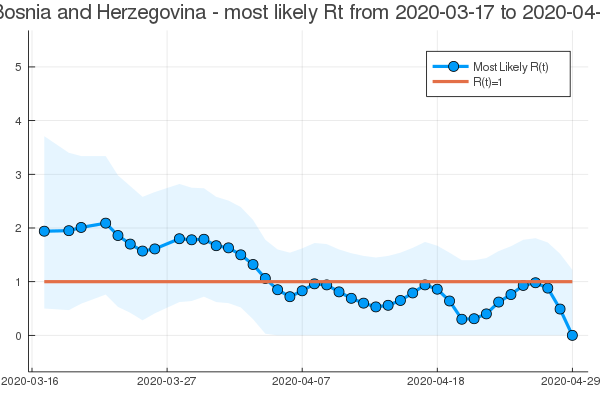 Bosnia and Herzegovina - most likely Rt from 2020-03-17 to 2020-04-
Most Likely R(t)
R(t)=1
5
4
3
2
1
0
2020-03-16 2020-03-27 2020-04-07 2020-04-18 2020-04-29